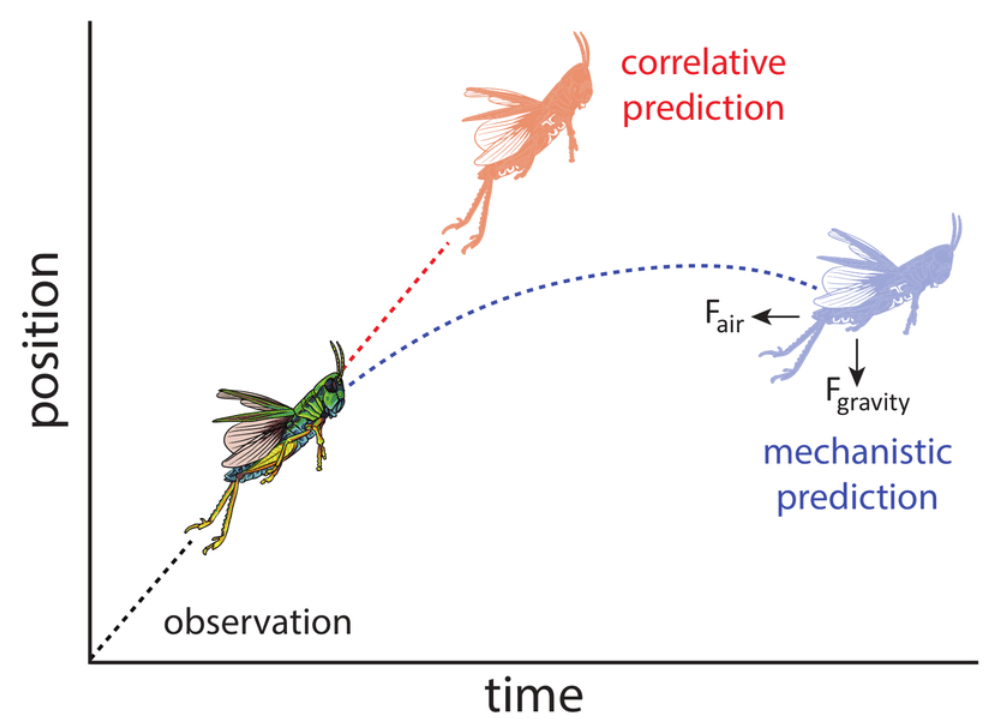 correlative
prediction
position
F air
F gravity
mechanistic
prediction
observation
time